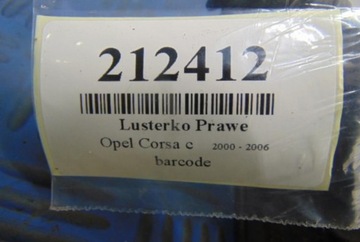 212412
Lusterko Prawe
Opel Corsa c 2000 - 2006
barcode